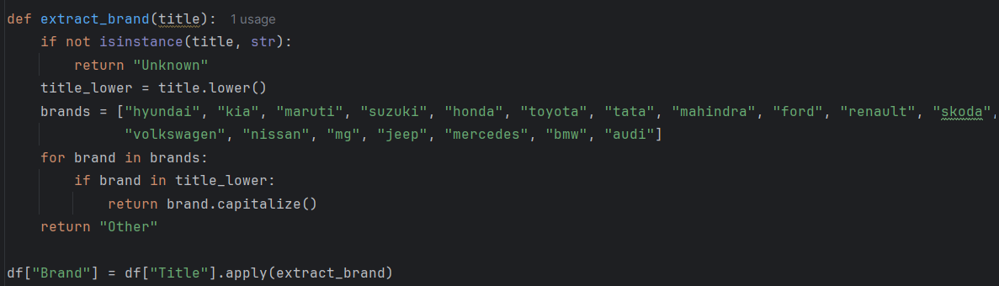 def extract_brand(title):  1 usage
    if not isinstance(title, str):
        return "Unknown"
    title_lower = title.lower()
    brands = ["hyundai", "kia", "maruti", "suzuki", "honda", "toyota", "tata", "mahindra", "ford", "renault", "skoda",
              "volkswagen", "nissan", "mg", "jeep", "mercedes", "bmw", "audi"]
    for brand in brands:
        if brand in title_lower:
            return brand.capitalize()
    return "Other"
df["Brand"] = df["Title"].apply(extract_brand)